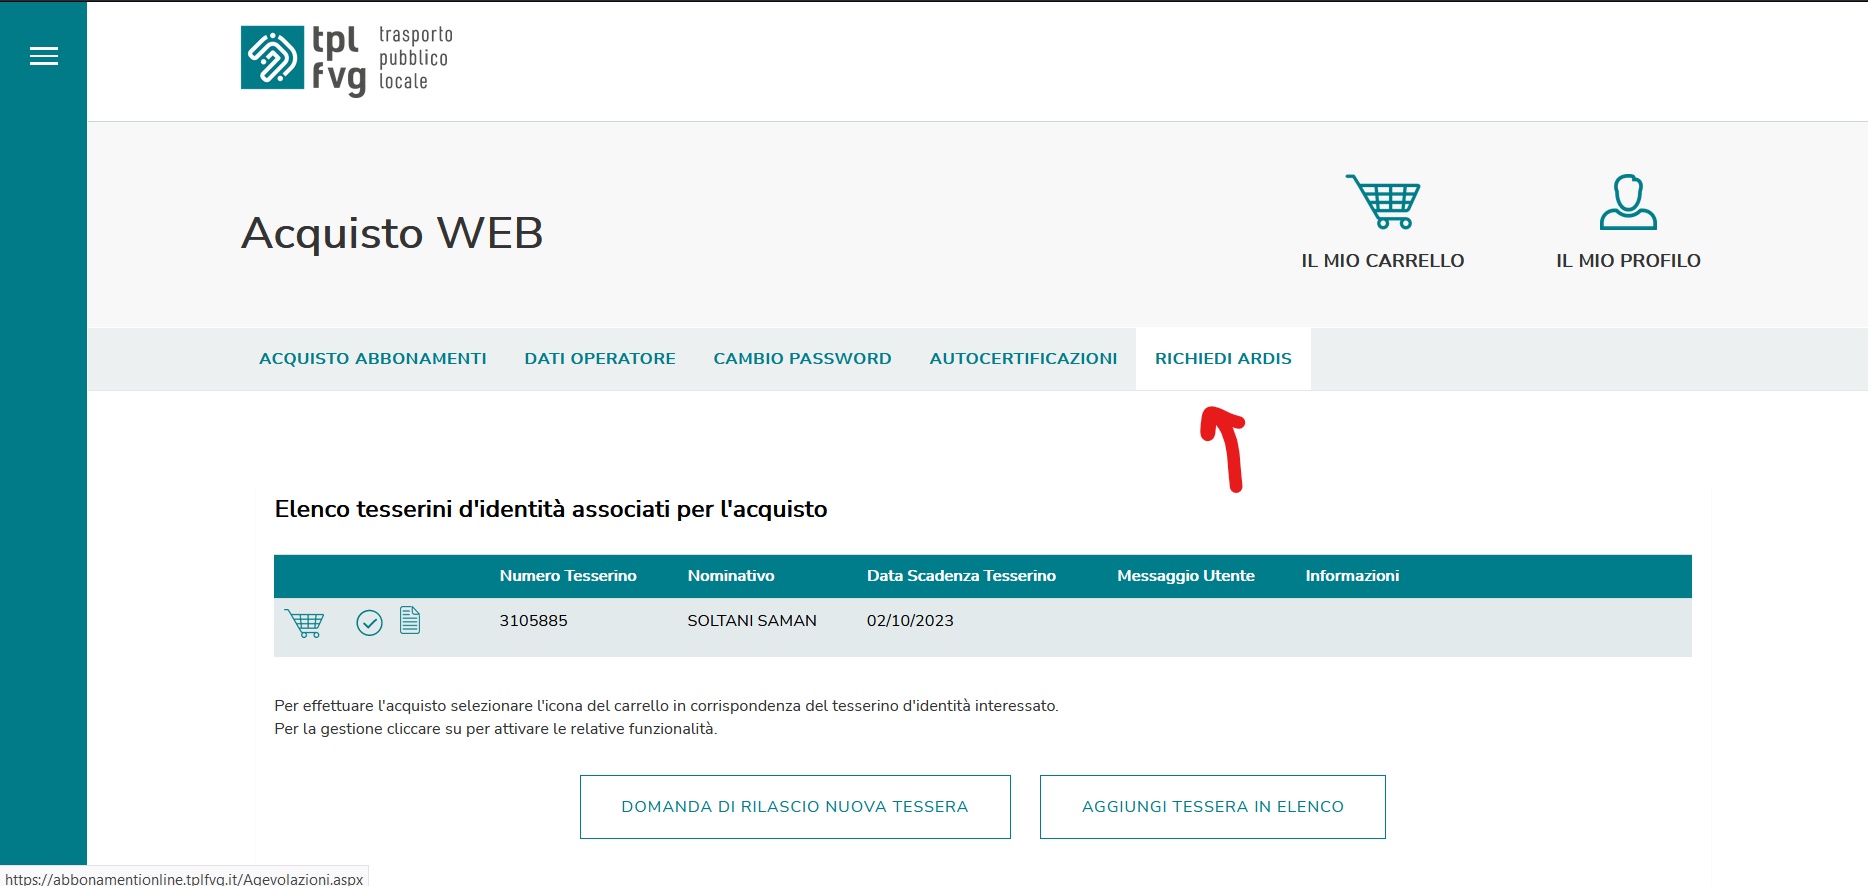 tpl
fvg
trasporto
pubblico
locale
Acquisto WEB
IL MIO CARRELLO
IL MIO PROFILO
ACQUISTO ABBONAMENTI DATI OPERATORE CAMBIO PASSWORD AUTOCERTIFICAZIONI RICHIEDI ARDIS
Elenco tesserini d'identità associati per l'acquisto
Numero Tesserino Nominativo Data Scadenza Tesserino Messaggio Utente Informazioni
3105885 SOLTANI SAMAN 02/10/2023
Per effettuare l'acquisto selezionare l'icona del carrello in corrispondenza del tesserino d'identità interessato.
Per la gestione cliccare su per attivare le relative funzionalità.
DOMANDA DI RILASCIO NUOVA TESSERA
AGGIUNGI TESSERA IN ELENCO
https://abbonamentionline.tplfvg.it/Agevolazioni.aspx